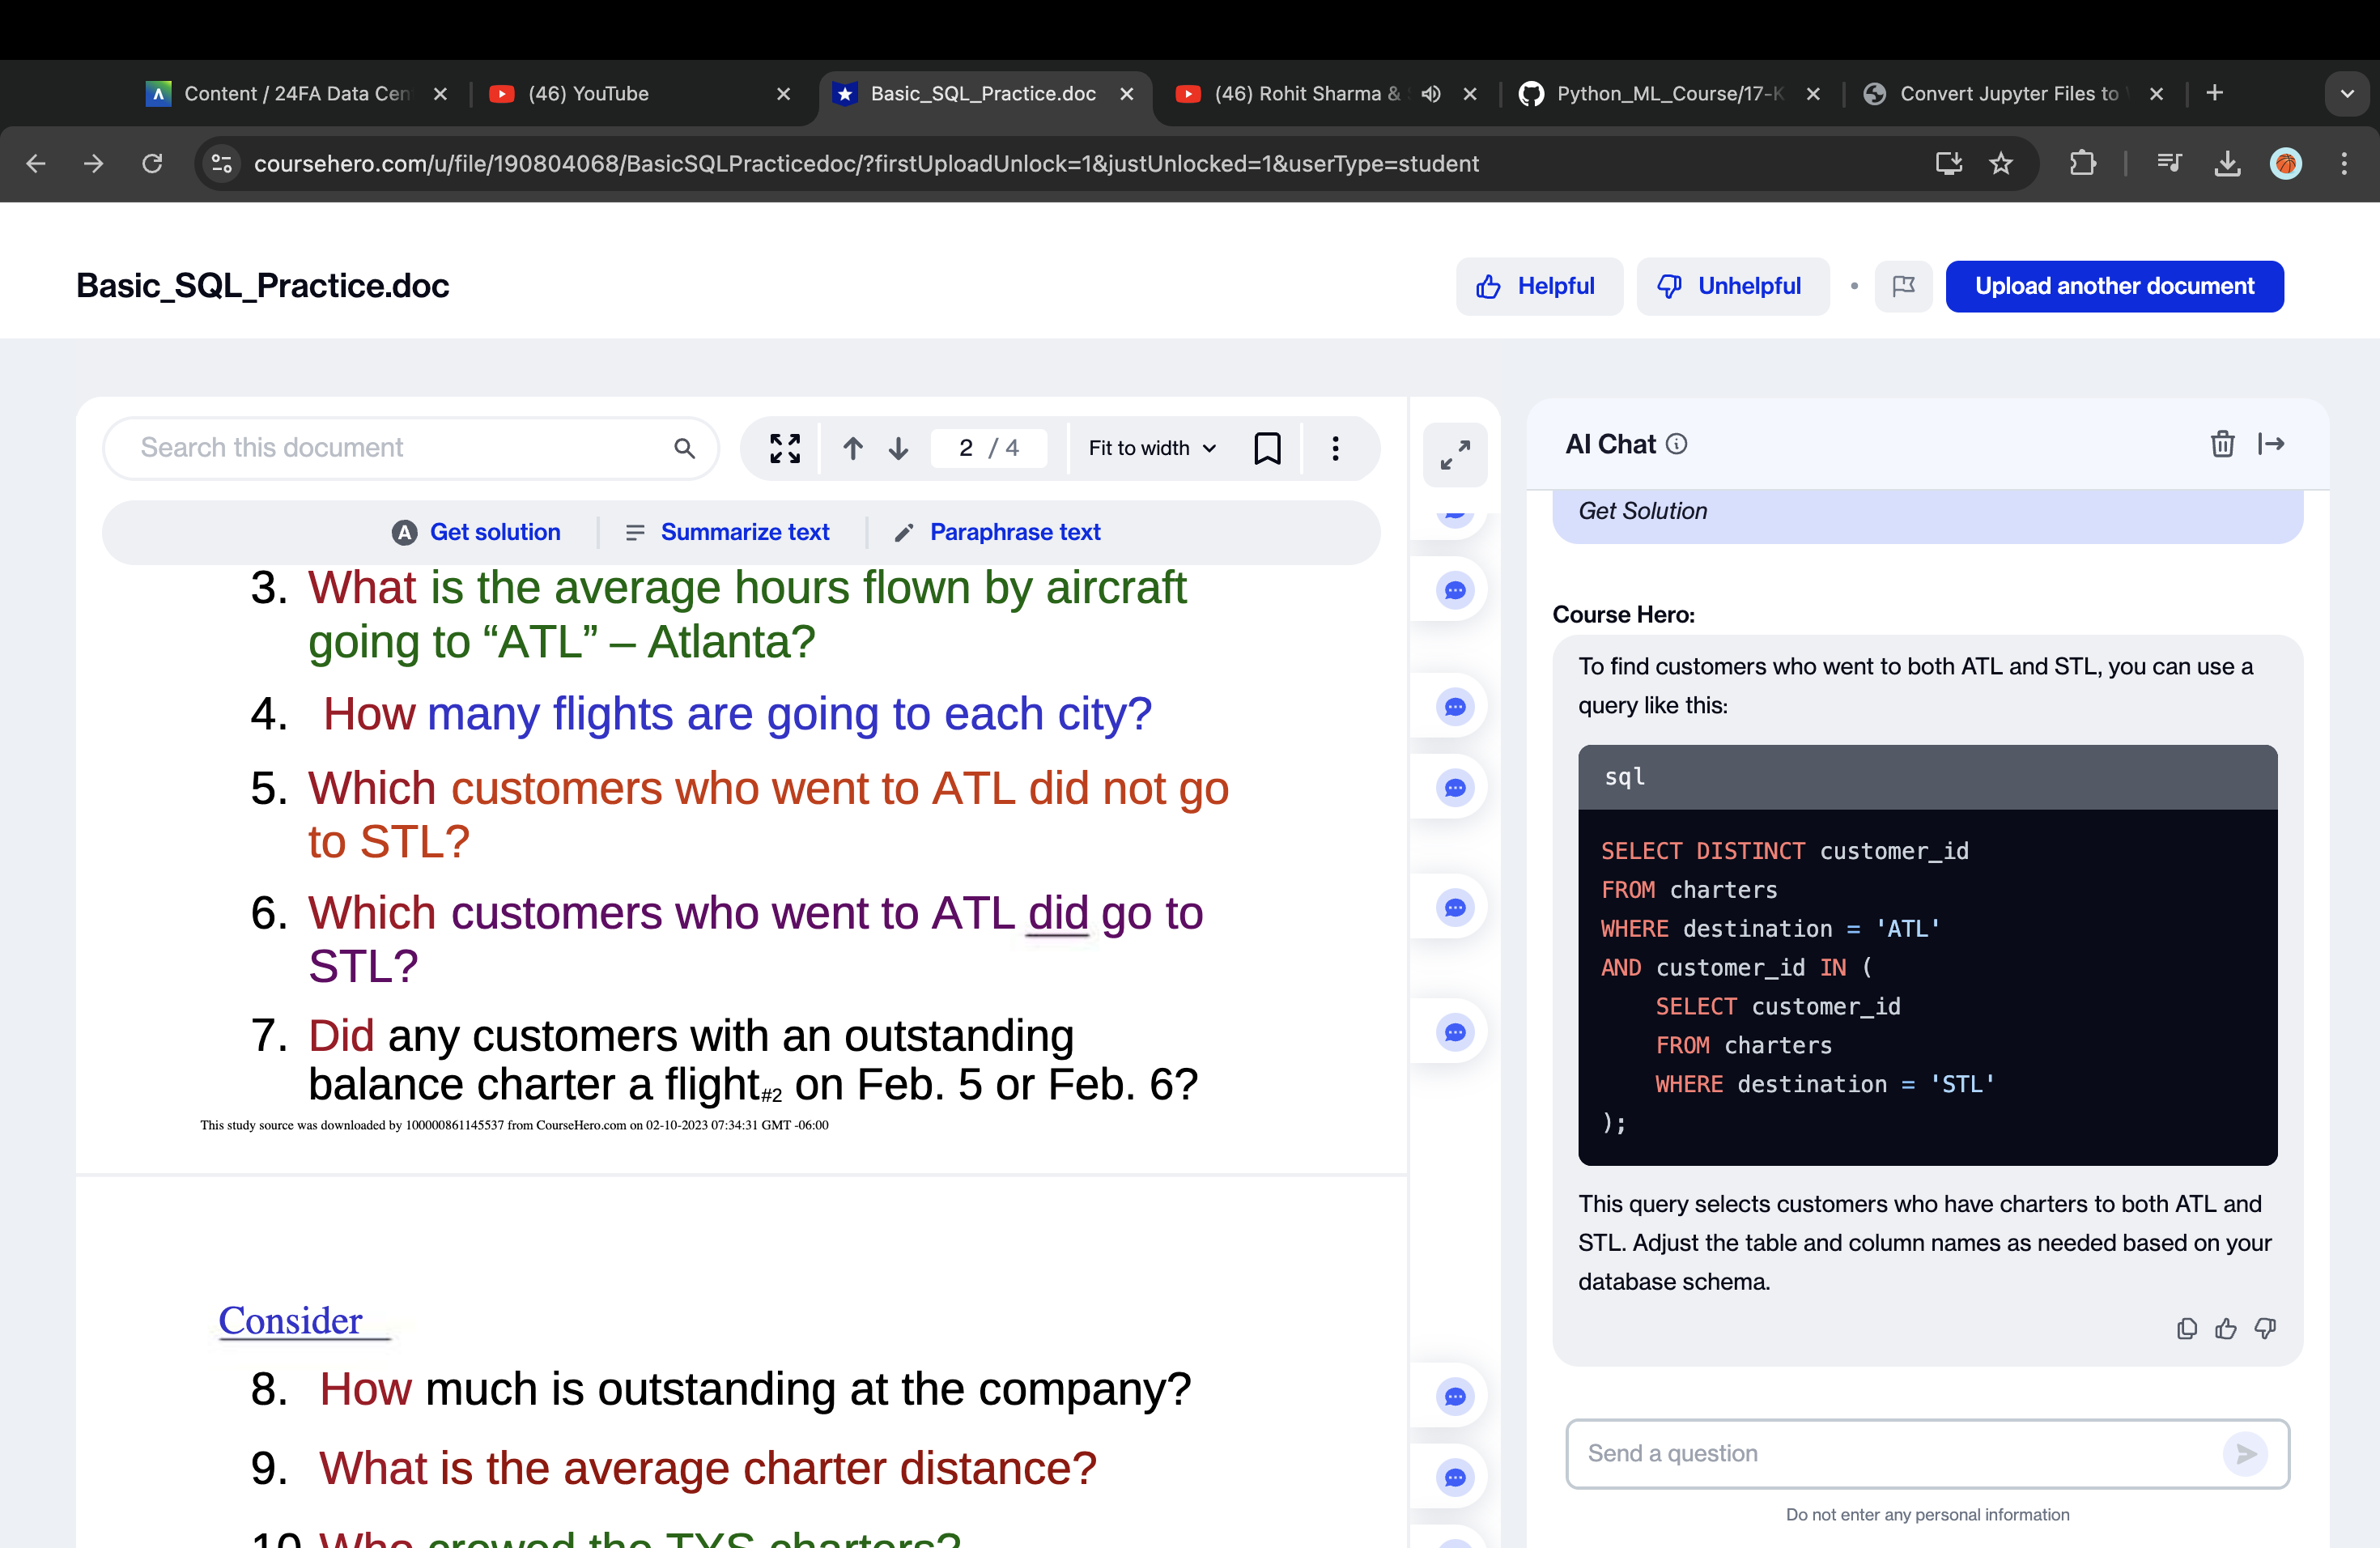 Content / 24FA Data Cen
(46) YouTube
Basic_SQL_Practice.doc
(46) Rohit Sharma &
Python_ML_Course/17-K
Convert Jupyter Files to
coursehero.com/u/file/190804068/BasicSQLPracticedoc/?firstUploadUnlock=1&justUnlocked=1&userType=student
Basic_SQL_Practice.doc
Helpful
Unhelpful
Upload another document
Search this document
2 / 4
Fit to width
Get solution
Summarize text
Paraphrase text
3. What is the average hours flown by aircraft
going to “ATL” – Atlanta?
4. How many flights are going to each city?
5. Which customers who went to ATL did not go
to STL?
6. Which customers who went to ATL did go to
STL?
7. Did any customers with an outstanding
balance charter a flight#2 on Feb. 5 or Feb. 6?
This study source was downloaded by 100000861145537 from CourseHero.com on 02-10-2023 07:34:31 GMT -06:00
Consider
8. How much is outstanding at the company?
9. What is the average charter distance?
10 Who crewed the TYS charters?
AI Chat
Get Solution
Course Hero:
To find customers who went to both ATL and STL, you can use a
query like this:
sql
SELECT DISTINCT customer_id
FROM charters
WHERE destination = 'ATL'
AND customer_id IN (
SELECT customer_id
FROM charters
WHERE destination = 'STL'
);
This query selects customers who have charters to both ATL and
STL. Adjust the table and column names as needed based on your
database schema.
Send a question
Do not enter any personal information